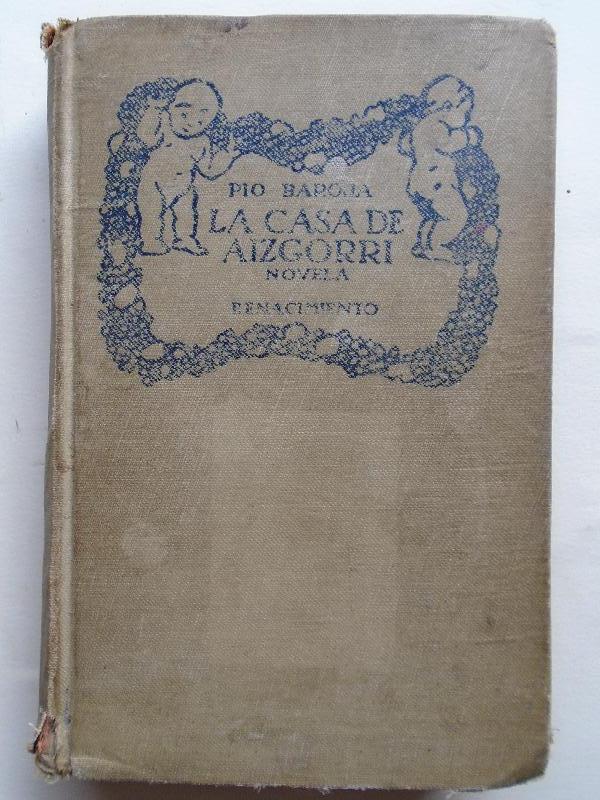 PIO BAROJA
LA CASA DE
AIZGORRI
NOVELA
RENACIMIENTO